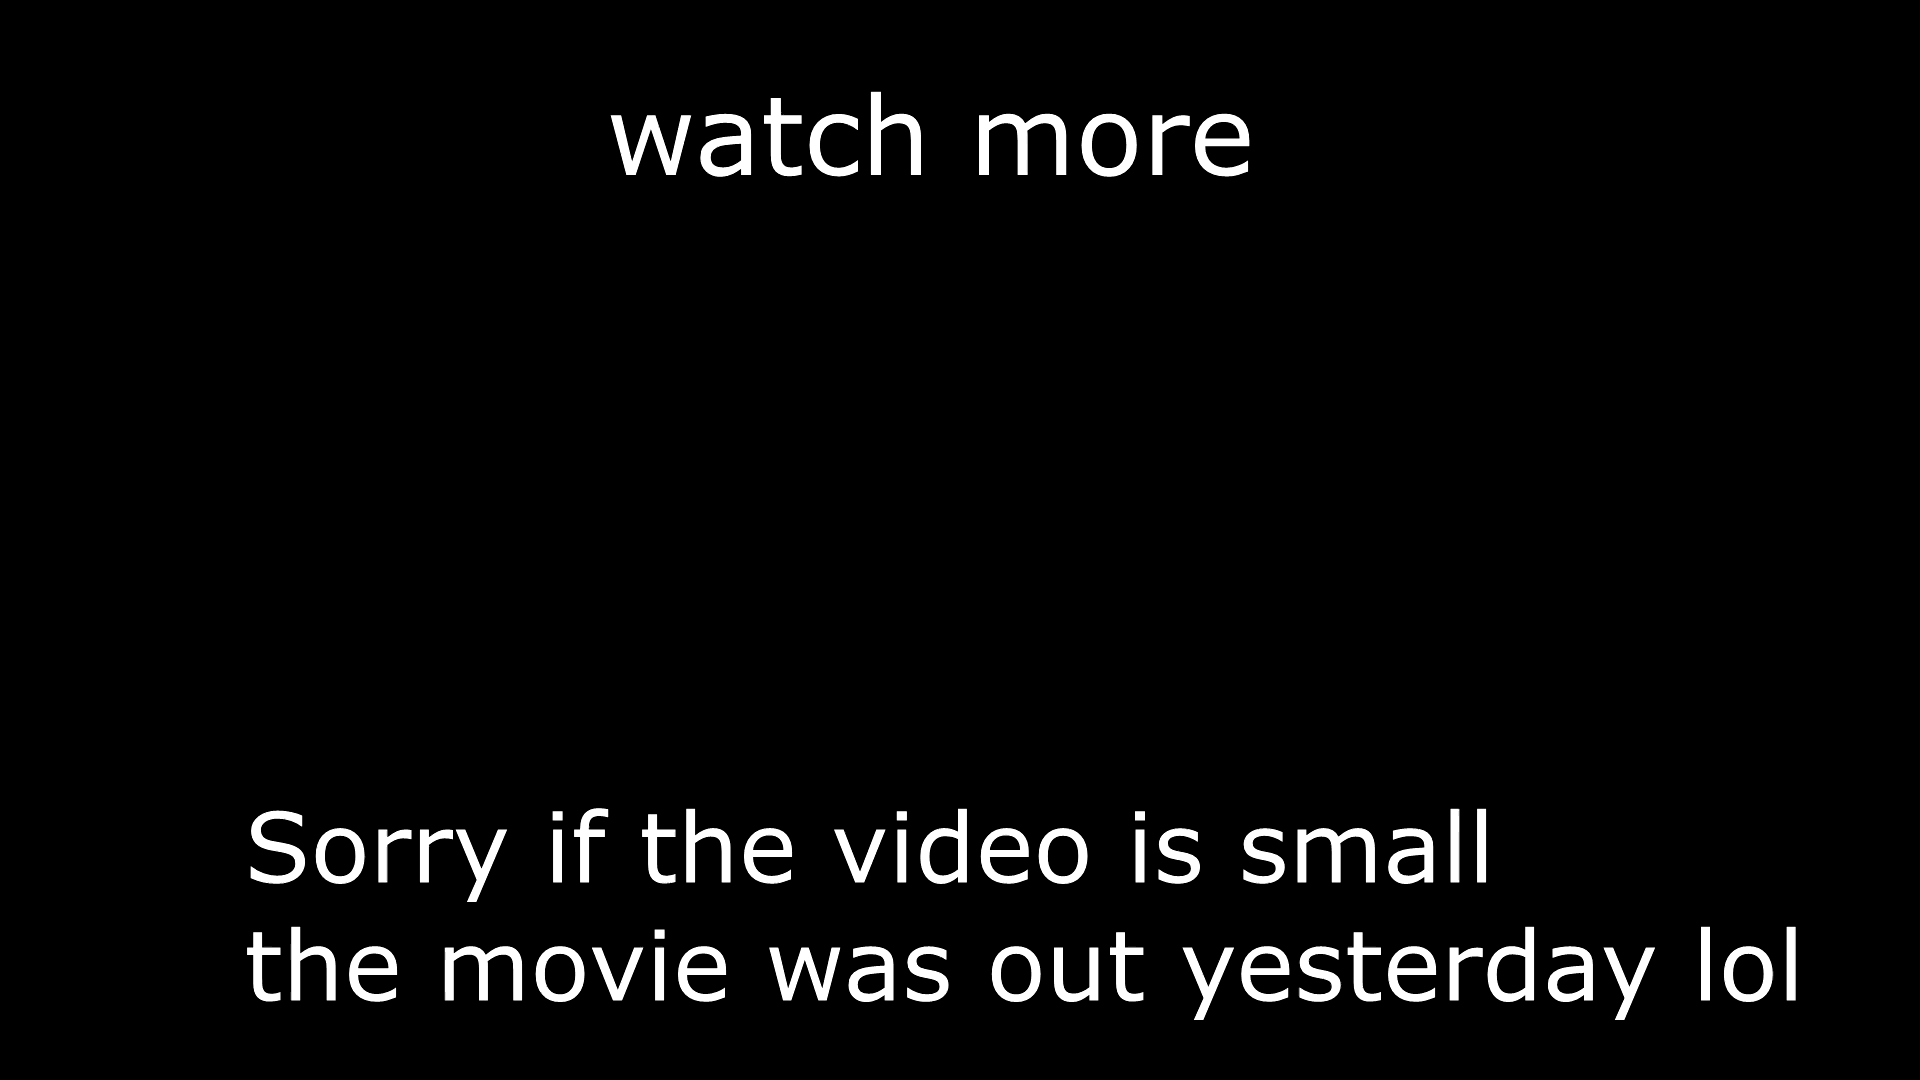 watch more
Sorry if the video is small
the movie was out yesterday lol